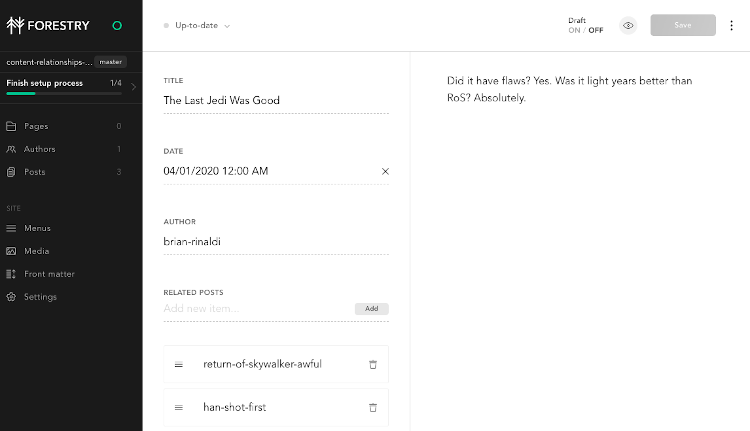 FORESTRY
Up-to-date
Draft
ON / OFF
Save
content-relationships-... master
Finish setup process 1/4
Pages 0
Authors 1
Posts 3
SITE
Menus
Media
Front matter
Settings
TITLE
The Last Jedi Was Good
DATE
04/01/2020 12:00 AM
AUTHOR
brian-rinaldi
RELATED POSTS
Add new item... Add
return-of-skywalker-awful
han-shot-first
Did it have flaws? Yes. Was it light years better than
RoS? Absolutely.